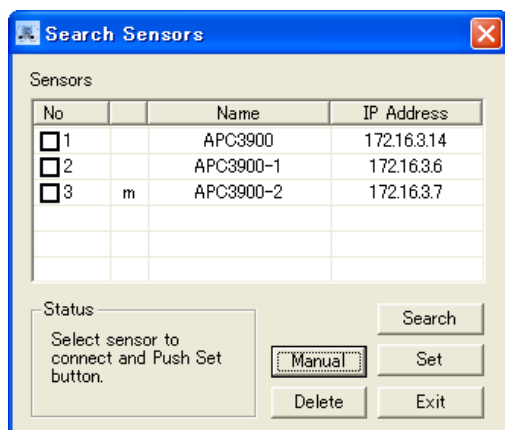 Search Sensors
Sensors
No Name IP Address
1 APC3900 172.16.3.14
2 APC3900-1 172.16.3.6
3 m APC3900-2 172.16.3.7
Status
Select sensor to
connect and Push Set
button.
Search
Manual Set
Delete Exit